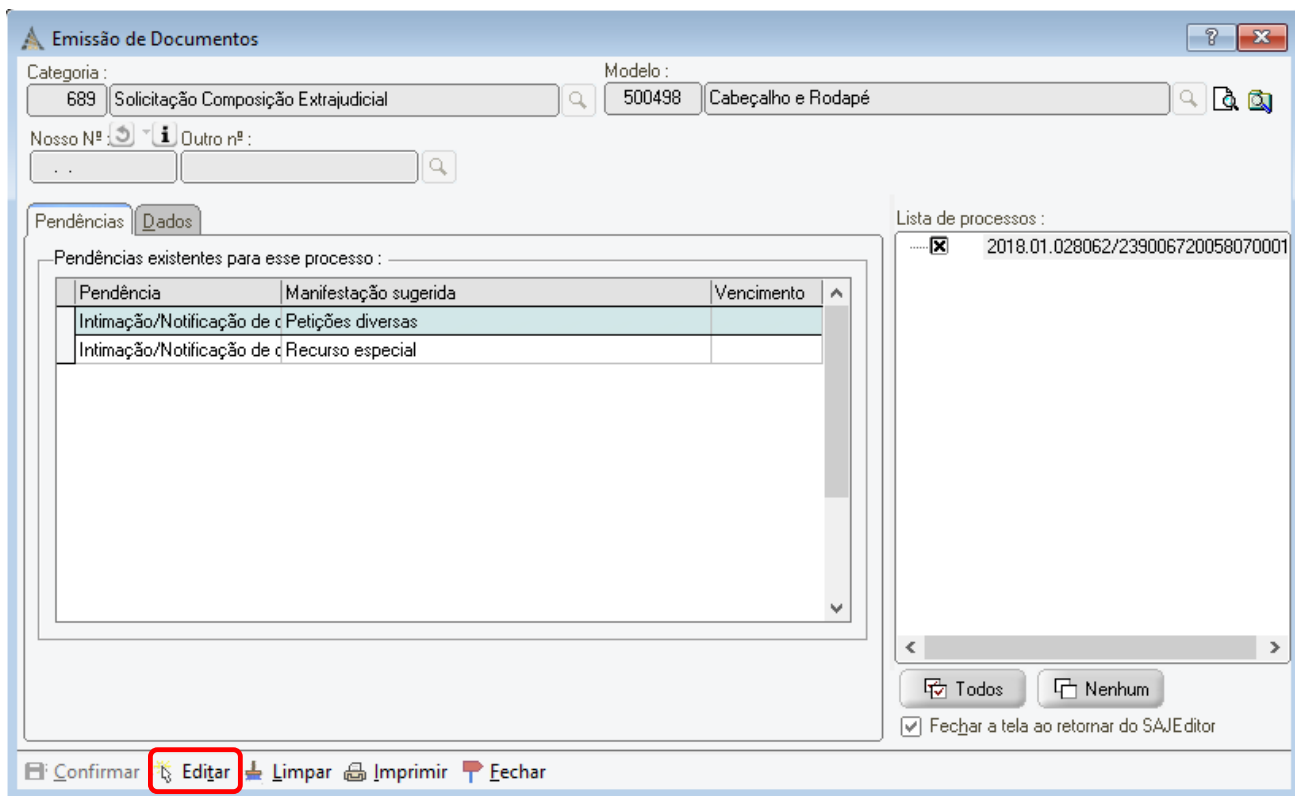 Emissão de Documentos
Categoria :
Modelo :
689 Solicitação Composição Extrajudicial
500498 Cabeçalho e Rodapé
Nosso Nº : Outro nº :
. .
Pendências Dados
Lista de processos :
2018.01.028062/239006720058070001
Pendências existentes para esse processo :
Pendência Manifestação sugerida Vencimento
Intimação/Notificação de Petições diversas
Intimação/Notificação de Recurso especial
Todos Nenhum
Fechar a tela ao retornar do SAJEditor
Confirmar Editar Limpar Imprimir Fechar